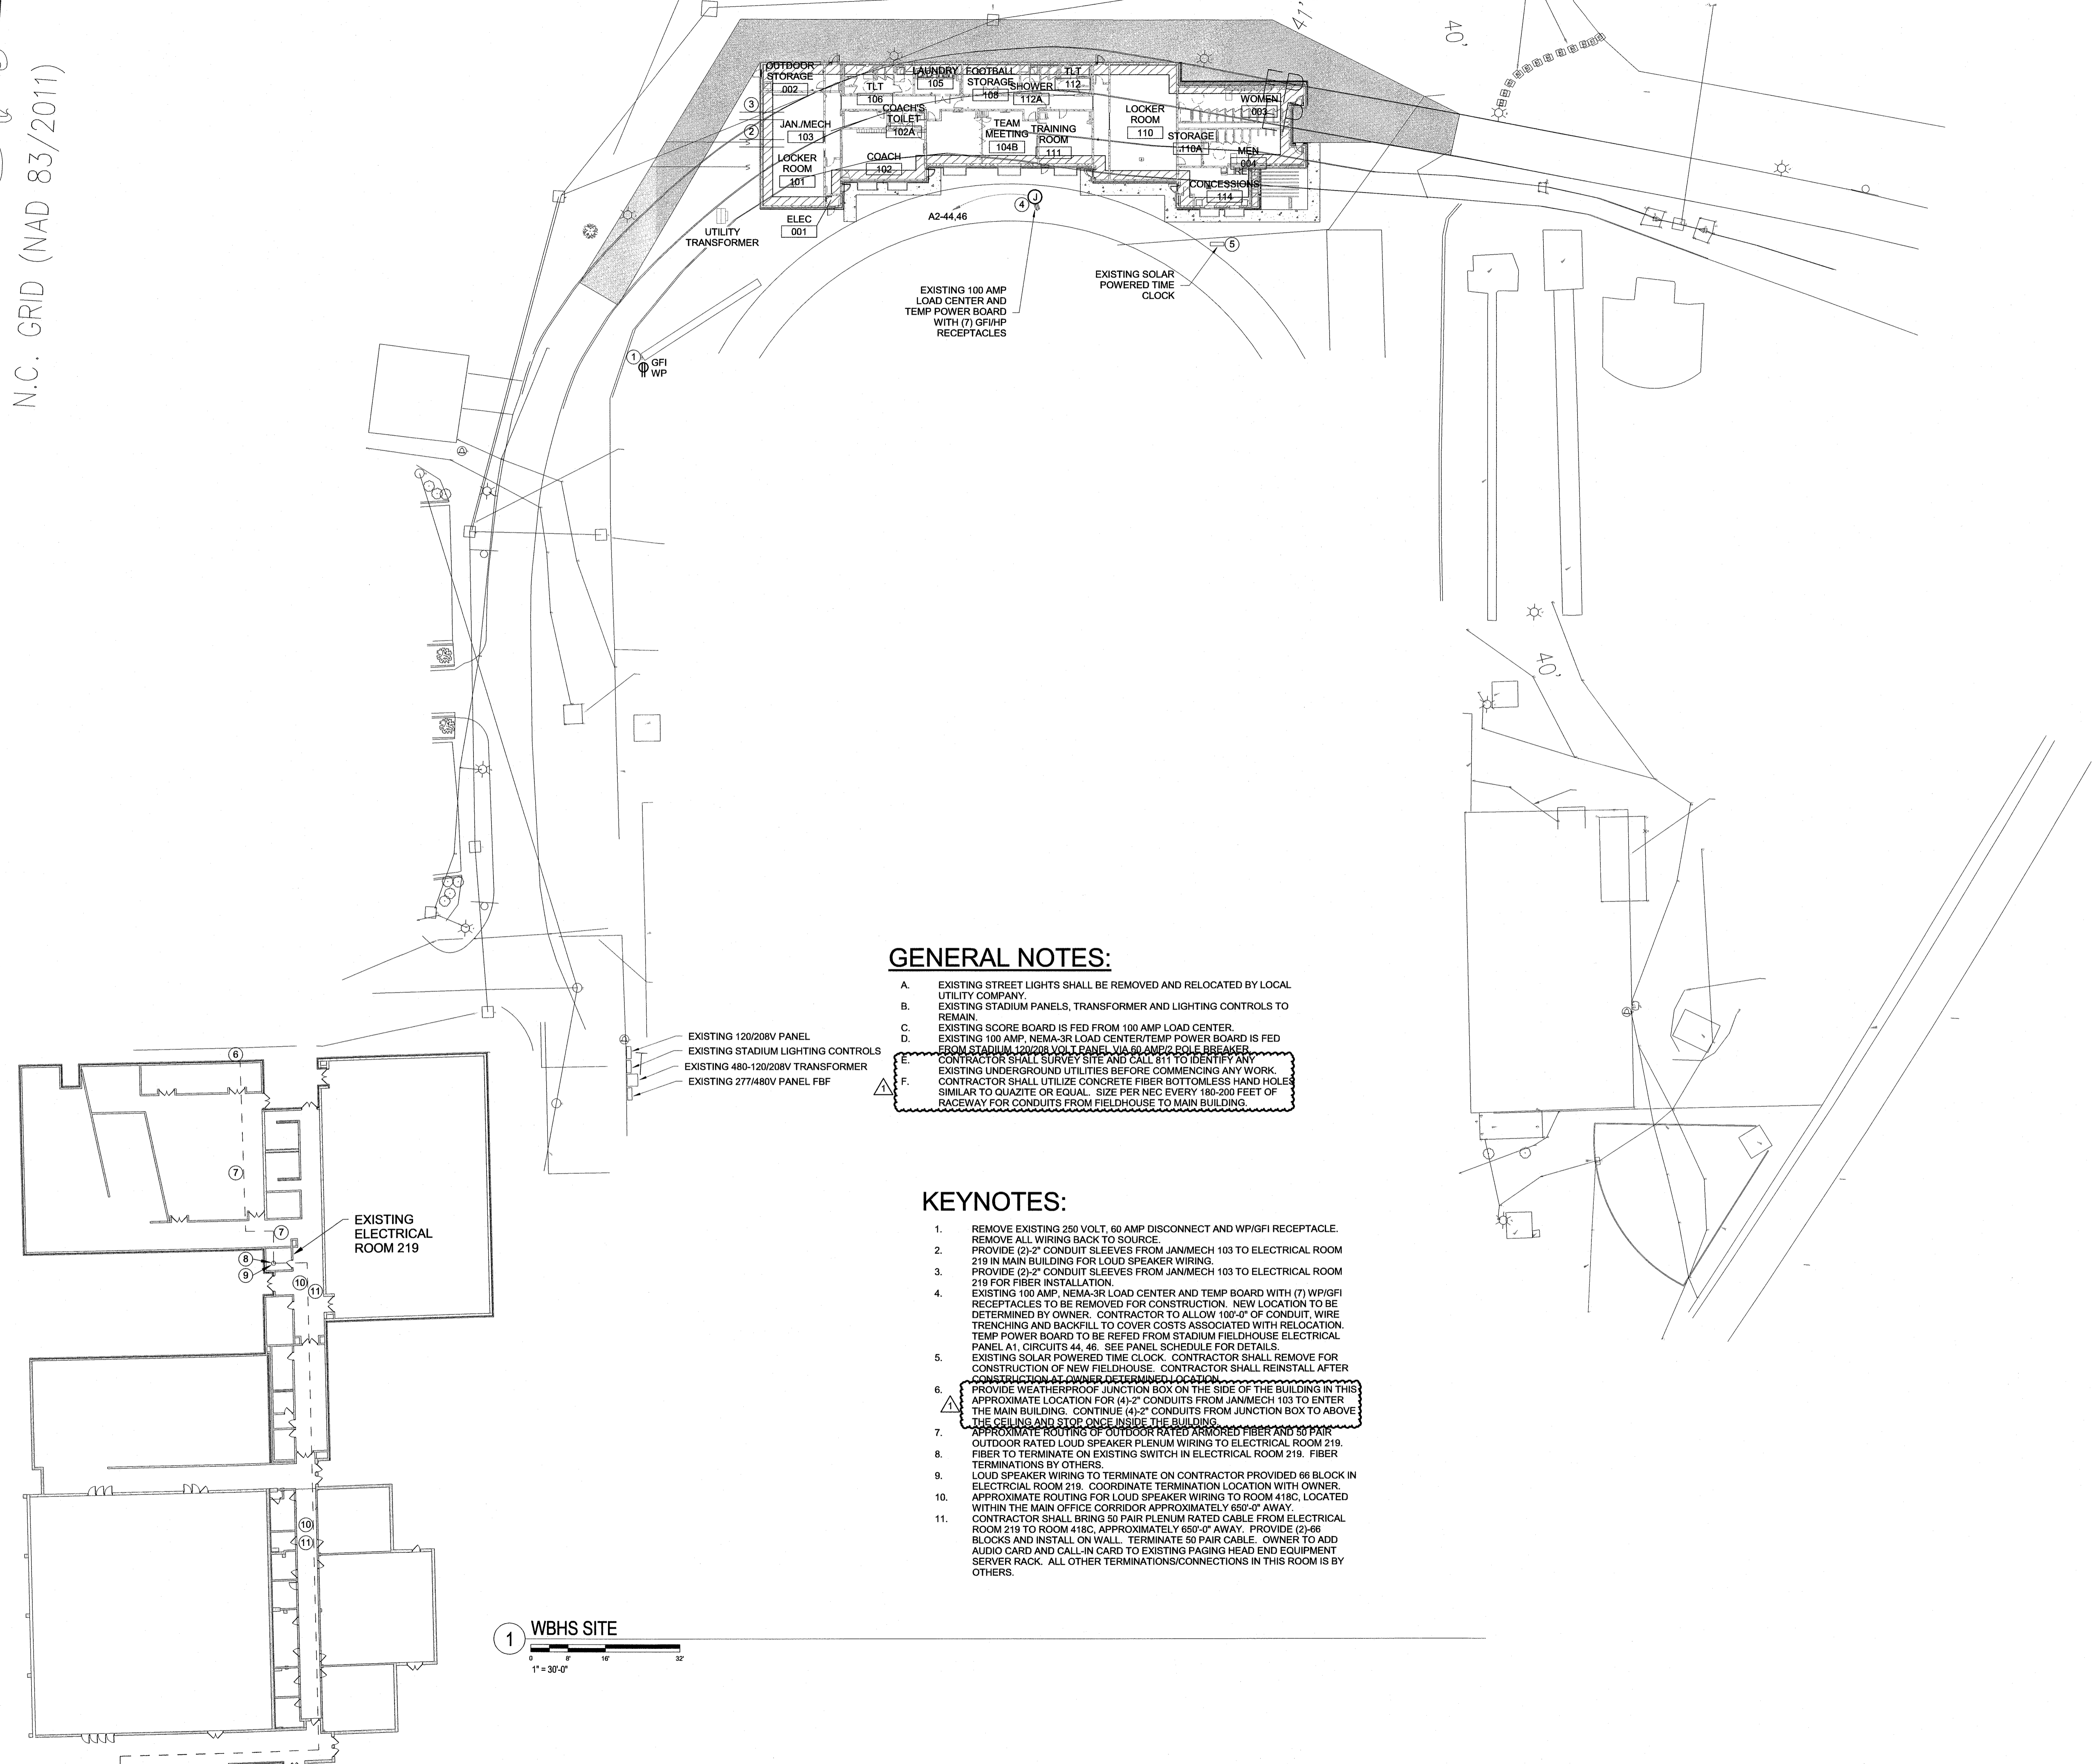 N.C. GRID (NAD 83/2011)
41'
40'
OUTDOOR
STORAGE
002
TLT
106
LAUNDRY
105
FOOTBALL
STORAGE
108
SHOWER
112A
TLT
112
WOMEN
003
3
2
JAN./MECH
103
COACH'S
TOILET
102A
TEAM
MEETING
104B
TRAINING
ROOM
111
LOCKER
ROOM
110
STORAGE
110A
MEN
004
LOCKER
ROOM
101
COACH
102
CONCESSIONS
114
ELEC
001
UTILITY
TRANSFORMER
A2-44,46
4
J
5
EXISTING SOLAR
POWERED TIME
CLOCK
EXISTING 100 AMP
LOAD CENTER AND
TEMP POWER BOARD
WITH (7) GFI/HP
RECEPTACLES
1
GFI
WP
40'
GENERAL NOTES:
A. EXISTING STREET LIGHTS SHALL BE REMOVED AND RELOCATED BY LOCAL
UTILITY COMPANY.
B. EXISTING STADIUM PANELS, TRANSFORMER AND LIGHTING CONTROLS TO
REMAIN.
C. EXISTING SCORE BOARD IS FED FROM 100 AMP LOAD CENTER.
D. EXISTING 100 AMP, NEMA-3R LOAD CENTER/TEMP POWER BOARD IS FED
FROM STADIUM 120/208 VOLT PANEL VIA 60 AMP/2 POLE BREAKER.
E. CONTRACTOR SHALL SURVEY SITE AND CALL 811 TO IDENTIFY ANY
EXISTING UNDERGROUND UTILITIES BEFORE COMMENCING ANY WORK.
1
F. CONTRACTOR SHALL UTILIZE CONCRETE FIBER BOTTOMLESS HAND HOLES
SIMILAR TO QUAZITE OR EQUAL. SIZE PER NEC EVERY 180-200 FEET OF
RACEWAY FOR CONDUITS FROM FIELDHOUSE TO MAIN BUILDING.
EXISTING 120/208V PANEL
EXISTING STADIUM LIGHTING CONTROLS
EXISTING 480-120/208V TRANSFORMER
EXISTING 277/480V PANEL FBF
6
7
7
EXISTING
ELECTRICAL
ROOM 219
8
9
10
11
10
11
KEYNOTES:
1. REMOVE EXISTING 250 VOLT, 60 AMP DISCONNECT AND WP/GFI RECEPTACLE.
REMOVE ALL WIRING BACK TO SOURCE.
2. PROVIDE (2)-2" CONDUIT SLEEVES FROM JAN/MECH 103 TO ELECTRICAL ROOM
219 IN MAIN BUILDING FOR LOUD SPEAKER WIRING.
3. PROVIDE (2)-2" CONDUIT SLEEVES FROM JAN/MECH 103 TO ELECTRICAL ROOM
219 FOR FIBER INSTALLATION.
4. EXISTING 100 AMP, NEMA-3R LOAD CENTER AND TEMP BOARD WITH (7) WP/GFI
RECEPTACLES TO BE REMOVED FOR CONSTRUCTION. NEW LOCATION TO BE
DETERMINED BY OWNER. CONTRACTOR TO ALLOW 100'-0" OF CONDUIT, WIRE
TRENCHING AND BACKFILL TO COVER COSTS ASSOCIATED WITH RELOCATION.
TEMP POWER BOARD TO BE REFED FROM STADIUM FIELDHOUSE ELECTRICAL
PANEL A1, CIRCUITS 44, 46. SEE PANEL SCHEDULE FOR DETAILS.
5. EXISTING SOLAR POWERED TIME CLOCK. CONTRACTOR SHALL REMOVE FOR
CONSTRUCTION OF NEW FIELDHOUSE. CONTRACTOR SHALL REINSTALL AFTER
CONSTRUCTION AT OWNER DETERMINED LOCATION.
6. PROVIDE WEATHERPROOF JUNCTION BOX ON THE SIDE OF THE BUILDING IN THIS
1
APPROXIMATE LOCATION FOR (4)-2" CONDUITS FROM JAN/MECH 103 TO ENTER
THE MAIN BUILDING. CONTINUE (4)-2" CONDUITS FROM JUNCTION BOX TO ABOVE
THE CEILING AND STOP ONCE INSIDE THE BUILDING.
7. APPROXIMATE ROUTING OF OUTDOOR RATED ARMORED FIBER AND 50 PAIR
OUTDOOR RATED LOUD SPEAKER PLENUM WIRING TO ELECTRICAL ROOM 219.
8. FIBER TO TERMINATE ON EXISTING SWITCH IN ELECTRICAL ROOM 219. FIBER
TERMINATIONS BY OTHERS.
9. LOUD SPEAKER WIRING TO TERMINATE ON CONTRACTOR PROVIDED 66 BLOCK IN
ELECTRCIAL ROOM 219. COORDINATE TERMINATION LOCATION WITH OWNER.
10. APPROXIMATE ROUTING FOR LOUD SPEAKER WIRING TO ROOM 418C, LOCATED
WITHIN THE MAIN OFFICE CORRIDOR APPROXIMATELY 650'-0" AWAY.
11. CONTRACTOR SHALL BRING 50 PAIR PLENUM RATED CABLE FROM ELECTRICAL
ROOM 219 TO ROOM 418C, APPROXIMATELY 650'-0" AWAY. PROVIDE (2)-66
BLOCKS AND INSTALL ON WALL. TERMINATE 50 PAIR CABLE. OWNER TO ADD
AUDIO CARD AND CALL-IN CARD TO EXISTING PAGING HEAD END EQUIPMENT
SERVER RACK. ALL OTHER TERMINATIONS/CONNECTIONS IN THIS ROOM IS BY
OTHERS.
1 WBHS SITE
0 8' 16' 32'
1" = 30'-0"